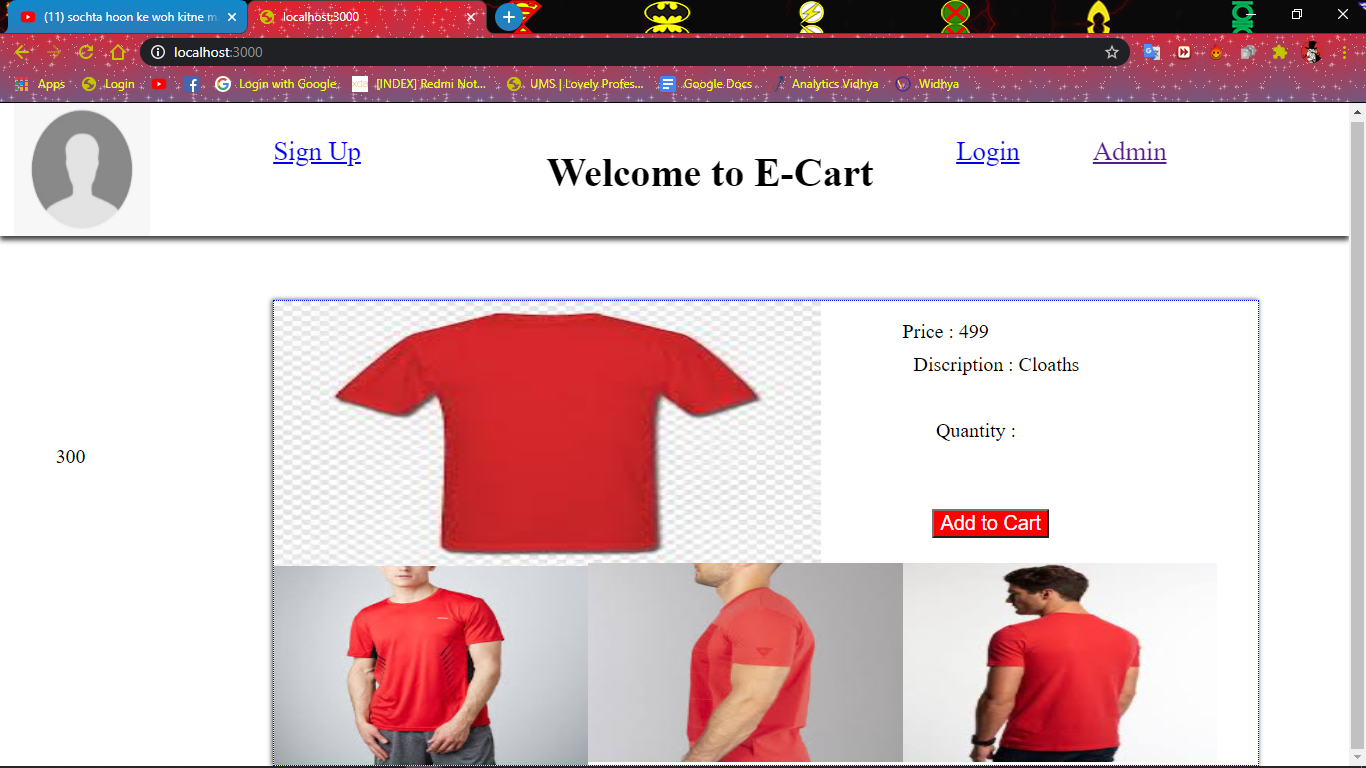 (11) sochta hoon ke woh kitne m
localhost:3000
localhost:3000
Apps Login Login with Google [INDEX] Redmi Not... UMS | Lovely Profes... Google Docs Analytics Vidhya Widhya
Sign Up Welcome to E-Cart Login Admin
Price : 499
Discription : Cloaths
Quantity :
300
Add to Cart